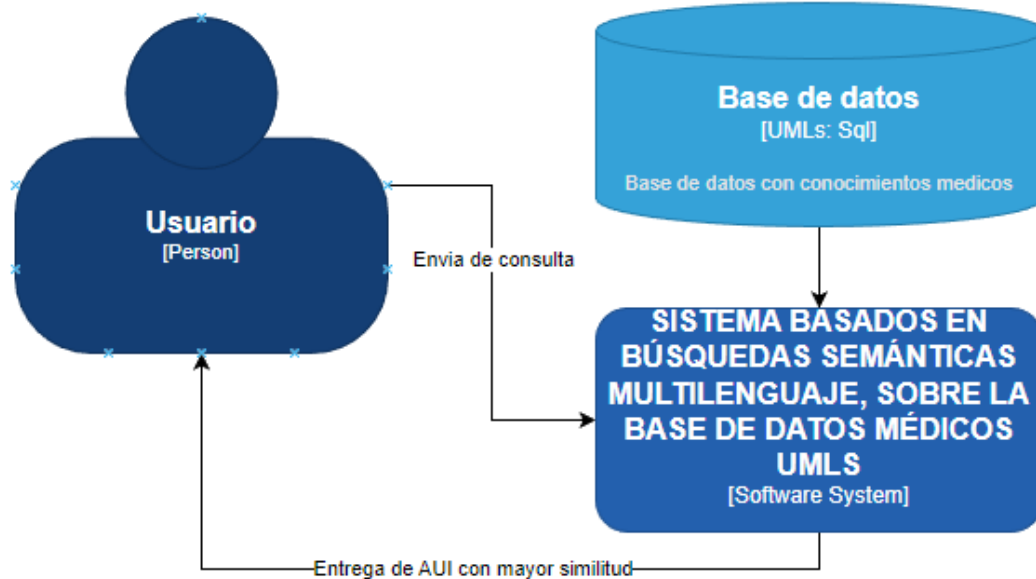 Base de datos
[UMLs: Sql]
Base de datos con conocimientos medicos
Usuario
[Person]
Envia de consulta
SISTEMA BASADOS EN
BÚSQUEDAS SEMÁNTICAS
MULTILENGUAJE, SOBRE LA
BASE DE DATOS MÉDICOS
UMLS
[Software System]
Entrega de AUI con mayor similitud